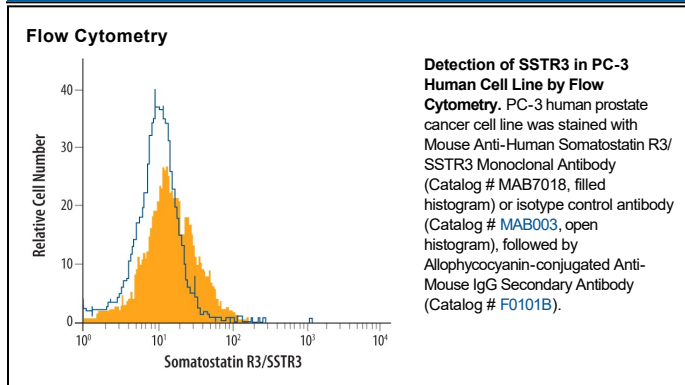 Flow Cytometry
Relative Cell Number
40
30
20
10
0
10⁰
10¹
10²
10³
10⁴
Somatostatin R3/SSTR3
Detection of SSTR3 in PC-3
Human Cell Line by Flow
Cytometry. PC-3 human prostate
cancer cell line was stained with
Mouse Anti-Human Somatostatin R3/
SSTR3 Monoclonal Antibody
(Catalog # MAB7018, filled
histogram) or isotype control antibody
(Catalog # MAB003, open
histogram), followed by
Allophycocyanin-conjugated Anti-
Mouse IgG Secondary Antibody
(Catalog # F0101B).